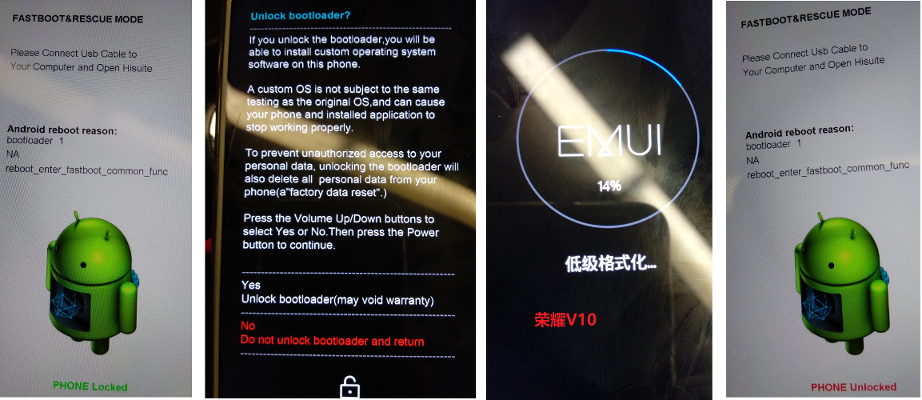 FASTBOOT&RESCUE MODE
Please Connect Usb Cable to
Your Computer and Open Hisuite
Android reboot reason:
bootloader 1
NA
reboot_enter_fastboot_common_func
PHONE Locked
Unlock bootloader?
If you unlock the bootloader,you will be
able to install custom operating system
software on this phone.
A custom OS is not subject to the same
testing as the original OS,and can cause
your phone and installed application to
stop working properly.
To prevent unauthorized access to your
personal data, unlocking the bootloader will
also delete all personal data from your
phone(a"factory data reset".)
Press the Volume Up/Down buttons to
select Yes or No.Then press the Power
button to continue.
Yes
Unlock bootloader(may void warranty)
No
Do not unlock bootloader and return
EMUI
14%
低级格式化...
荣耀V10
FASTBOOT&RESCUE MODE
Please Connect Usb Cable to
Your Computer and Open Hisuite
Android reboot reason:
bootloader 1
NA
reboot_enter_fastboot_common_func
PHONE Unlocked